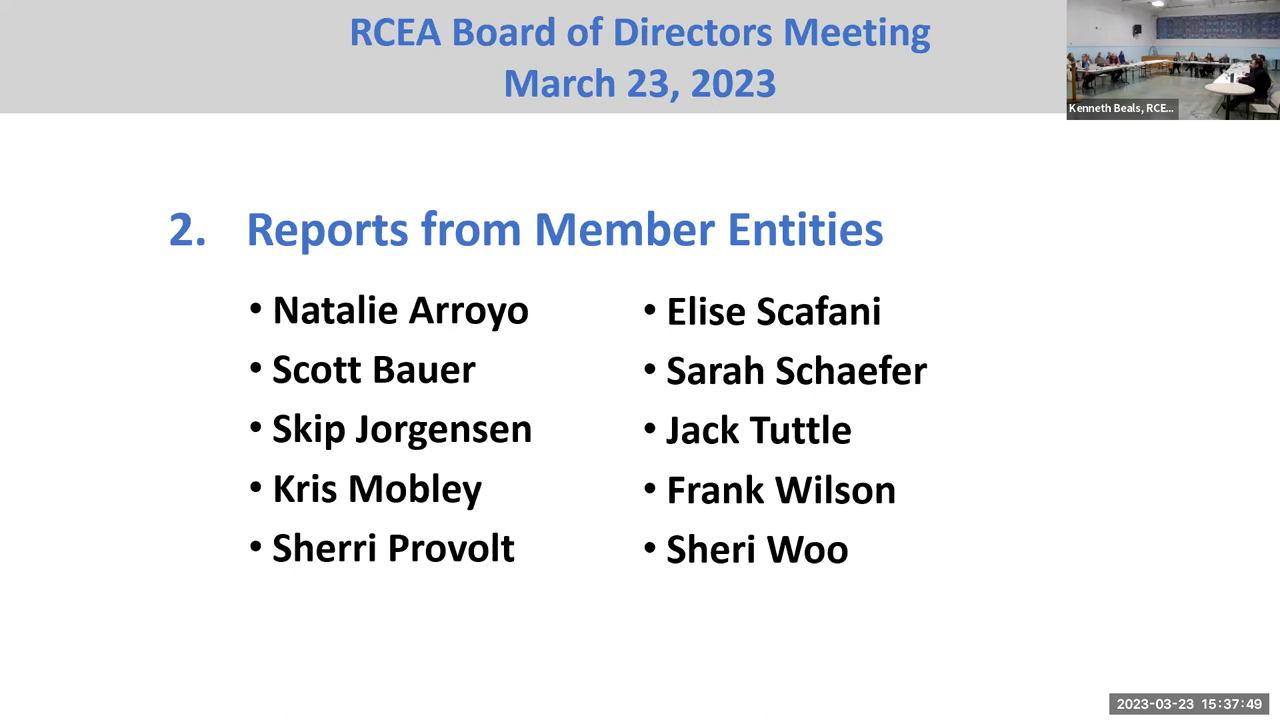 RCEA Board of Directors Meeting
March 23, 2023
Kenneth Beals, RCE...
2. Reports from Member Entities
• Natalie Arroyo
• Scott Bauer
• Skip Jorgensen
• Kris Mobley
• Sherri Provolt
• Elise Scafani
• Sarah Schaefer
• Jack Tuttle
• Frank Wilson
• Sheri Woo
2023-03-23 15:37:49